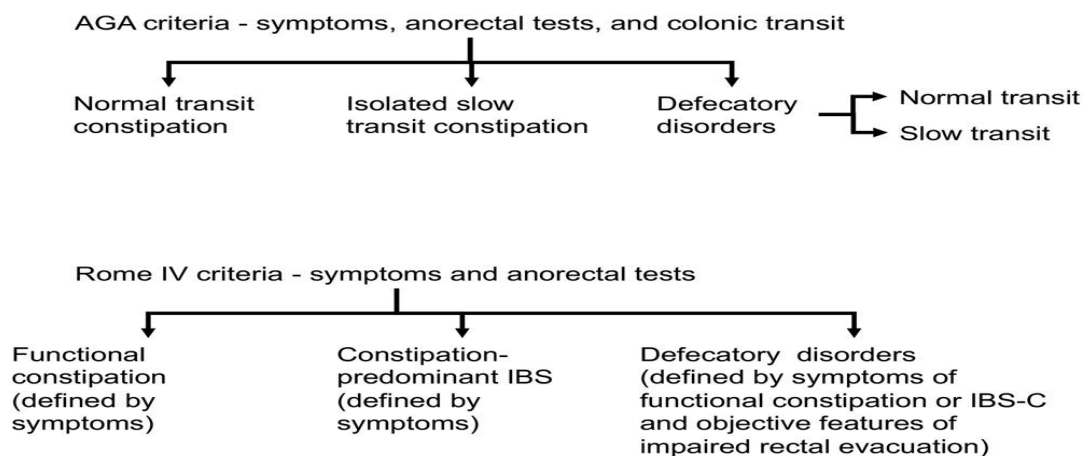 AGA criteria - symptoms, anorectal tests, and colonic transit
Normal transit
constipation
Isolated slow
transit constipation
Defecatory
disorders
Normal transit
Slow transit
Rome IV criteria - symptoms and anorectal tests
Functional
constipation
(defined by
symptoms)
Constipation-
predominant IBS
(defined by
symptoms)
Defecatory disorders
(defined by symptoms of
functional constipation or IBS-C
and objective features of
impaired rectal evacuation)